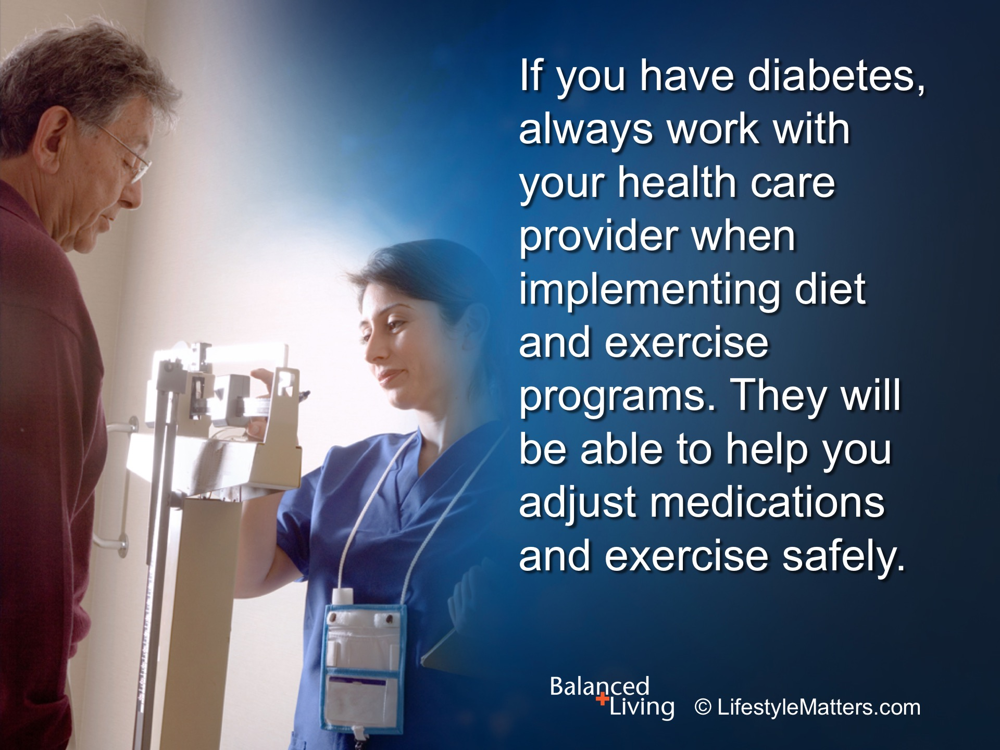 If you have diabetes,
always work with
your health care
provider when
implementing diet
and exercise
programs. They will
be able to help you
adjust medications
and exercise safely.
Balanced
Living © LifestyleMatters.com